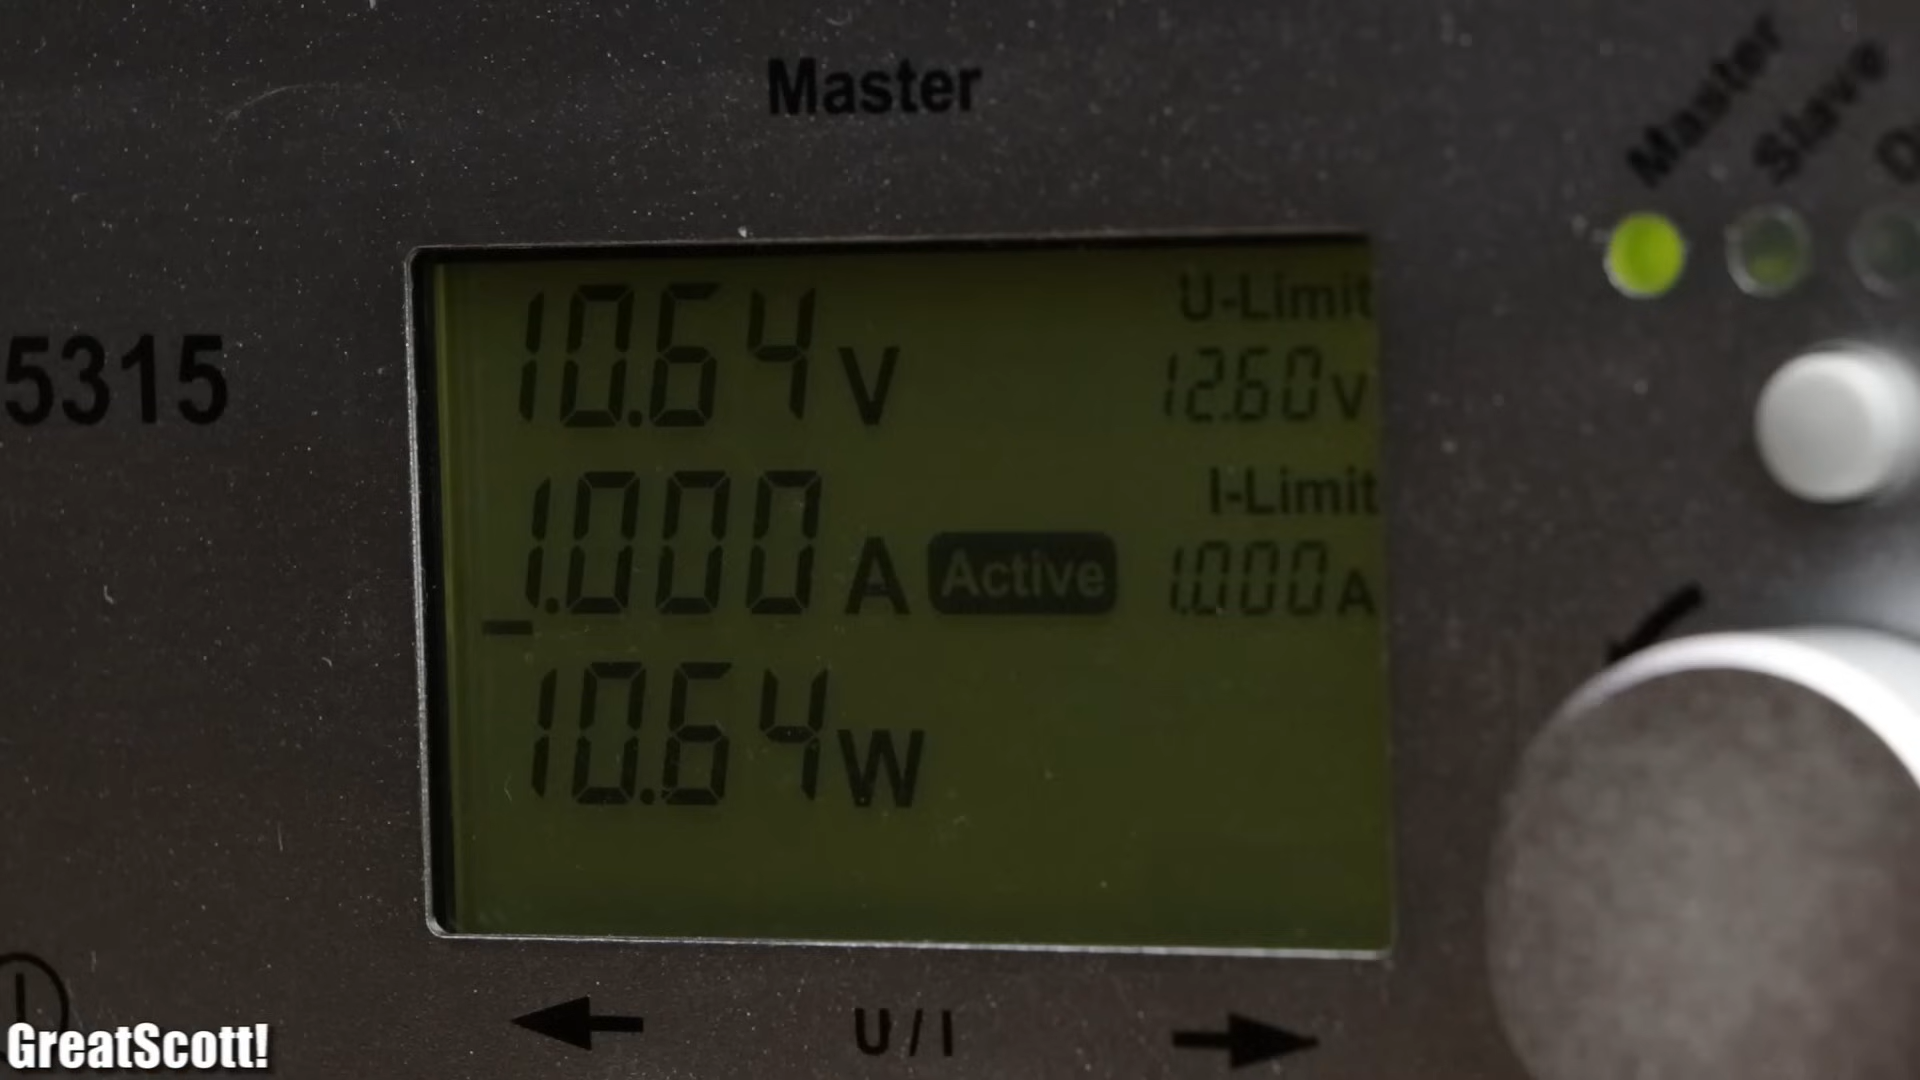 Master
Master
Slave
5315
10.64 V
U-Limit
12.60 V
1.000 A Active
I-Limit
1.000 A
10.64 W
U / I
GreatScott!